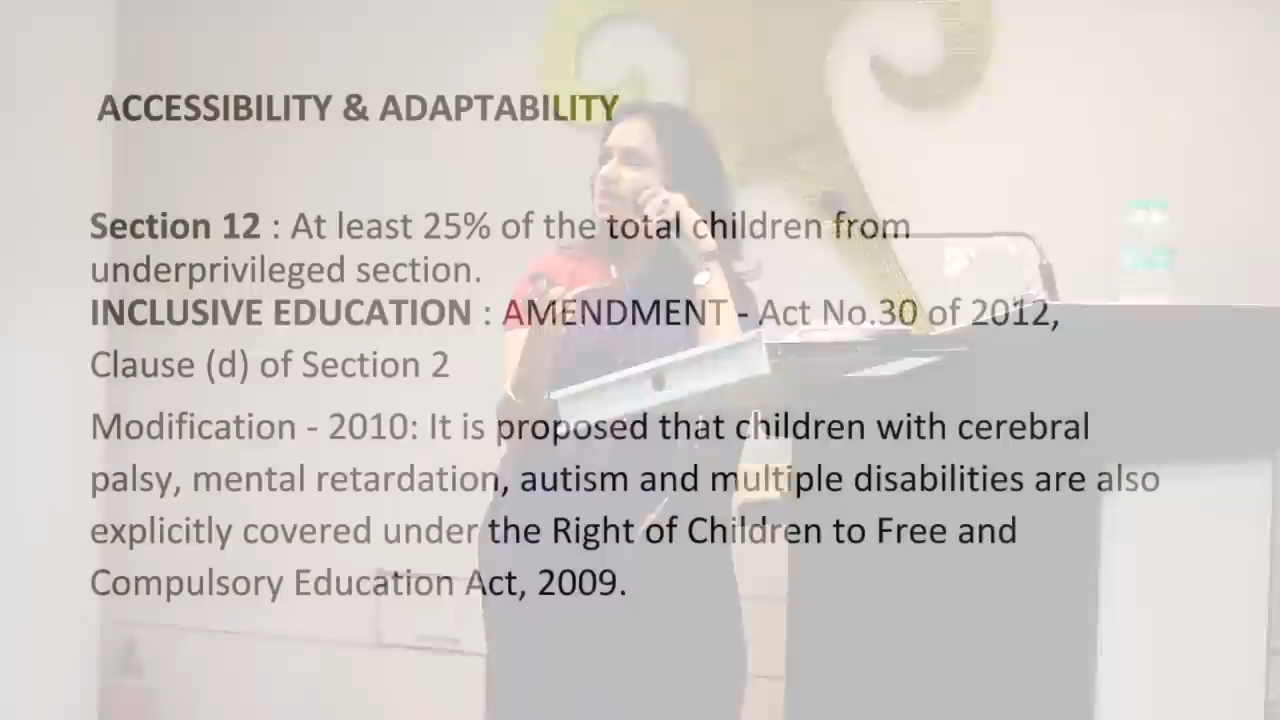 ACCESSIBILITY & ADAPTABILITY
Section 12 : At least 25% of the total children from
underprivileged section.
INCLUSIVE EDUCATION : AMENDMENT - Act No.30 of 2012,
Clause (d) of Section 2
Modification - 2010: It is proposed that children with cerebral
palsy, mental retardation, autism and multiple disabilities are also
explicitly covered under the Right of Children to Free and
Compulsory Education Act, 2009.